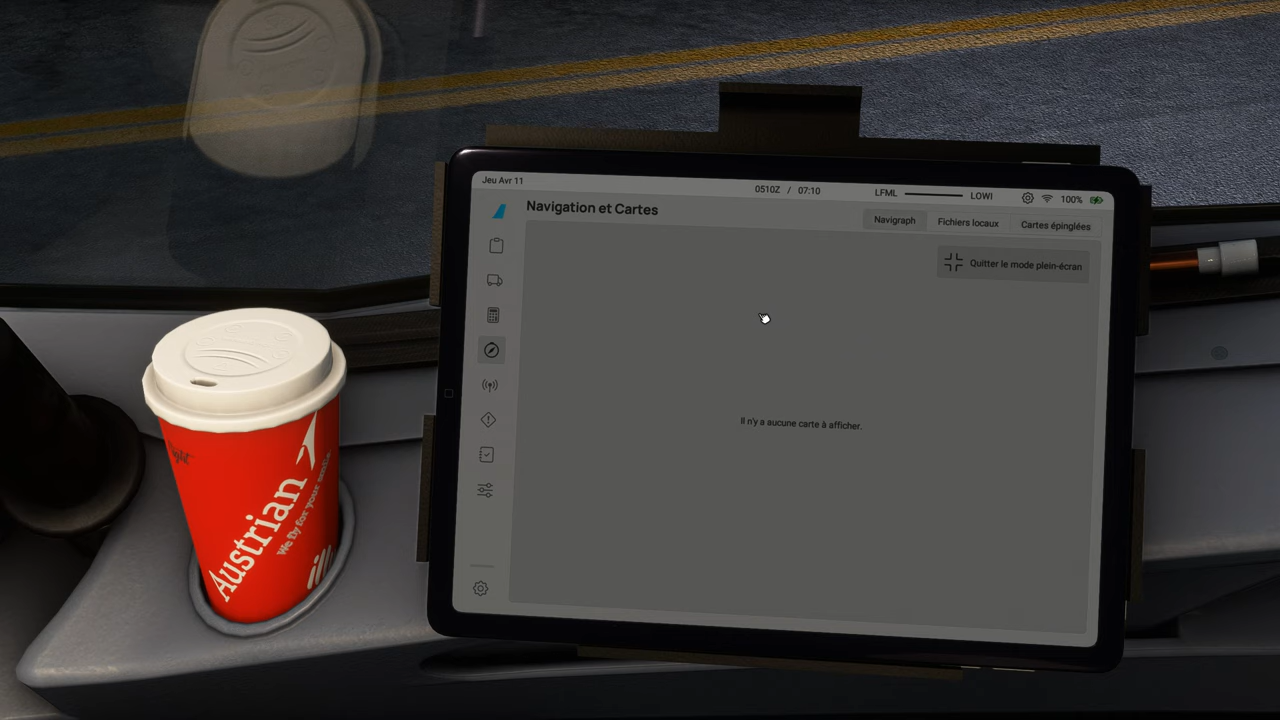 Jeu Avr 11
0510Z / 07:10
LFML
LOWI
100%
Navigation et Cartes
Navigraph
Fichiers locaux
Cartes épinglées
Quitter le mode plein-écran
Il n'y a aucune carte à afficher.
Austrian
We fly for your smile.